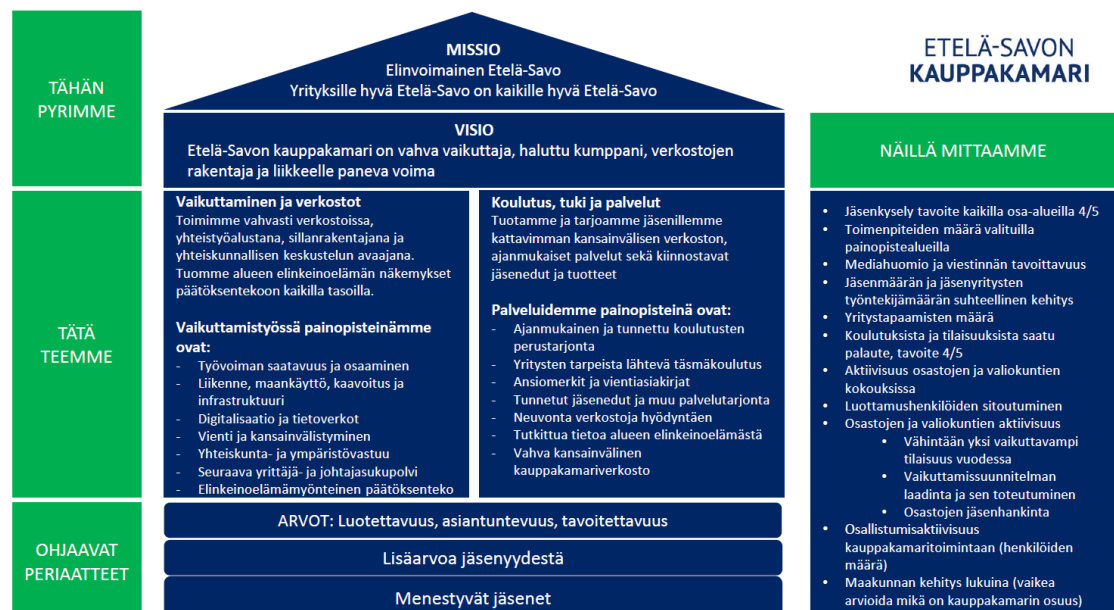 ETELÄ-SAVON
KAUPPAKAMARI
TÄHÄN
PYRIMME
MISSIO
Elinvoimainen Etelä-Savo
Yrityksille hyvä Etelä-Savo on kaikille hyvä Etelä-Savo
VISIO
Etelä-Savon kauppakamari on vahva vaikuttaja, haluttu kumppani, verkostojen
rakentaja ja liikkeelle paneva voima
TÄTÄ
TEEMME
Vaikuttaminen ja verkostot
Toimimme vahvasti verkostoissa,
yhteistyöalustana, sillanrakentajana ja
yhteiskunnallisen keskustelun avaajana.
Tuomme alueen elinkeinoelämän näkemykset
päätöksentekoon kaikilla tasoilla.
Vaikuttamistyössä painopisteinämme
ovat:
- Työvoiman saatavuus ja osaaminen
- Liikenne, maankäyttö, kaavoitus ja
infrastruktuuri
- Digitalisaatio ja tietoverkot
- Vienti ja kansainvälistyminen
- Yhteiskunta- ja ympäristövastuu
- Seuraava yrittäjä- ja johtajasukupolvi
- Elinkeinoelämämyönteinen päätöksenteko
Koulutus, tuki ja palvelut
Tuotamme ja tarjoamme jäsenillemme
kattavimman kansainvälisen verkoston,
ajanmukaiset palvelut sekä kiinnostavat
jäsenedut ja tuotteet
Palveluidemme painopisteinä ovat:
- Ajanmukainen ja tunnettu koulutusten
perustarjonta
- Yritysten tarpeista lähtevä täsmäkoulutus
- Ansiomerkit ja vientiasiakirjat
- Tunnetut jäsenedut ja muu palvelutarjonta
- Neuvonta verkostoja hyödyntäen
- Tutkittua tietoa alueen elinkeinoelämästä
- Vahva kansainvälinen
kauppakamariverkosto
OHJAAVAT
PERIAATTEET
ARVOT: Luotettavuus, asiantuntevuus, tavoitettavuus
Lisäarvoa jäsenyydestä
Menestyvät jäsenet
NÄILLÄ MITTAAMME
• Jäsenkysely tavoite kaikilla osa-alueilla 4/5
• Toimenpiteiden määrä valituilla
painopistealueilla
• Mediahuomio ja viestinnän tavoittavuus
• Jäsenmäärän ja jäsenyritysten
työntekijämäärän suhteellinen kehitys
• Yritystapaamisten määrä
• Koulutuksista ja tilaisuuksista saatu
palaute, tavoite 4/5
• Aktiivisuus osastojen ja valiokuntien
kokouksissa
• Luottamushenkilöiden sitoutuminen
• Osastojen ja valiokuntien aktiivisuus
• Vähintään yksi vaikuttavampi
tilaisuus vuodessa
• Vaikuttamissuunnitelman
laadinta ja sen toteutuminen
• Osastojen jäsenhankinta
• Osallistumisaktiivisuus
kauppakamaritoimintaan (henkilöiden
määrä)
• Maakunnan kehitys lukuina (vaikea
arvioida mikä on kauppakamarin osuus)